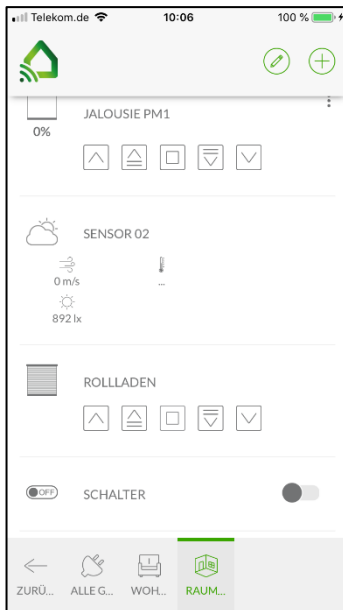 Telekom.de 10:06 100 %
0% JALOUSIE PM1
SENSOR 02
0 m/s ...
892 lx
ROLLLADEN
OFF SCHALTER
ZURÜ... ALLE G... WOH... RAUM...